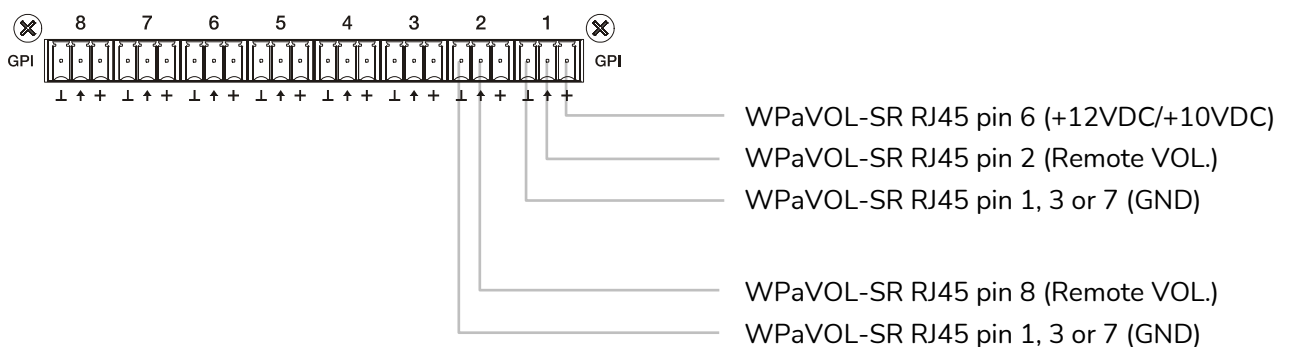 8 7 6 5 4 3 2 1
GPI GPI
⊥ ↑ + ⊥ ↑ + ⊥ ↑ + ⊥ ↑ + ⊥ ↑ + ⊥ ↑ + ⊥ ↑ + ⊥ ↑ +
WPaVOL-SR RJ45 pin 6 (+12VDC/+10VDC)
WPaVOL-SR RJ45 pin 2 (Remote VOL.)
WPaVOL-SR RJ45 pin 1, 3 or 7 (GND)
WPaVOL-SR RJ45 pin 8 (Remote VOL.)
WPaVOL-SR RJ45 pin 1, 3 or 7 (GND)